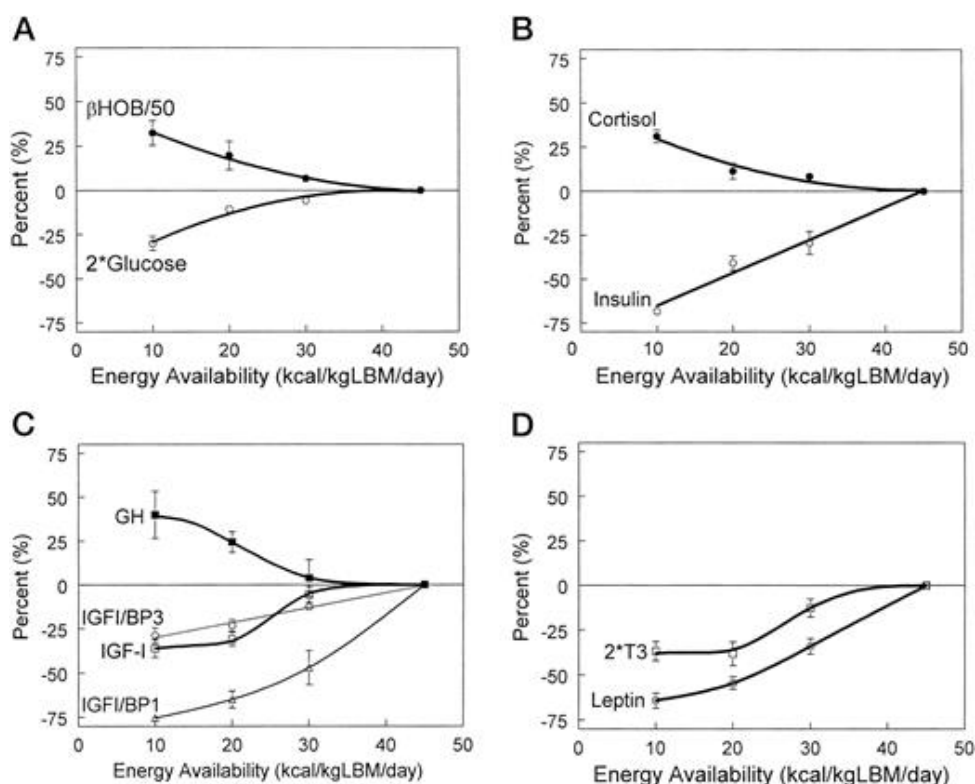 A
75
50
25
0
-25
-50
-75
Percent (%)
βHOB/50
2*Glucose
0 10 20 30 40 50
Energy Availability (kcal/kgLBM/day)
B
75
50
25
0
-25
-50
-75
Percent (%)
Cortisol
Insulin
0 10 20 30 40 50
Energy Availability (kcal/kgLBM/day)
C
75
50
25
0
-25
-50
-75
Percent (%)
GH
IGFI/BP3
IGF-I
IGFI/BP1
0 10 20 30 40 50
Energy Availability (kcal/kgLBM/day)
D
75
50
25
0
-25
-50
-75
Percent (%)
2*T3
Leptin
0 10 20 30 40 50
Energy Availability (kcal/kgLBM/day)